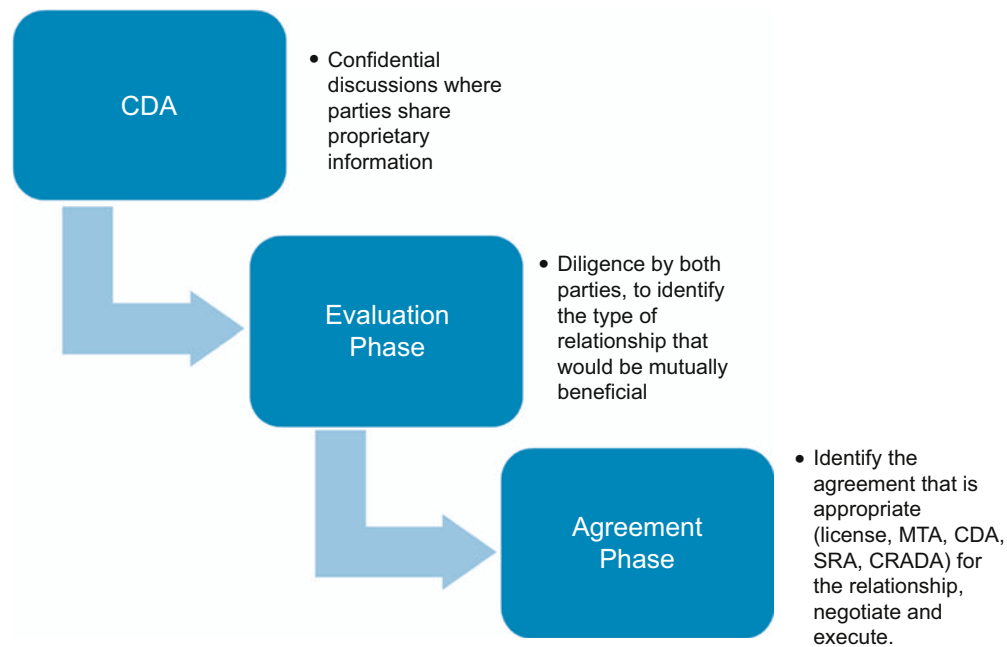 CDA
• Confidential
discussions where
parties share
proprietary
information
Evaluation
Phase
• Diligence by both
parties, to identify
the type of
relationship that
would be mutually
beneficial
Agreement
Phase
• Identify the
agreement that is
appropriate
(license, MTA, CDA,
SRA, CRADA) for
the relationship,
negotiate and
execute.